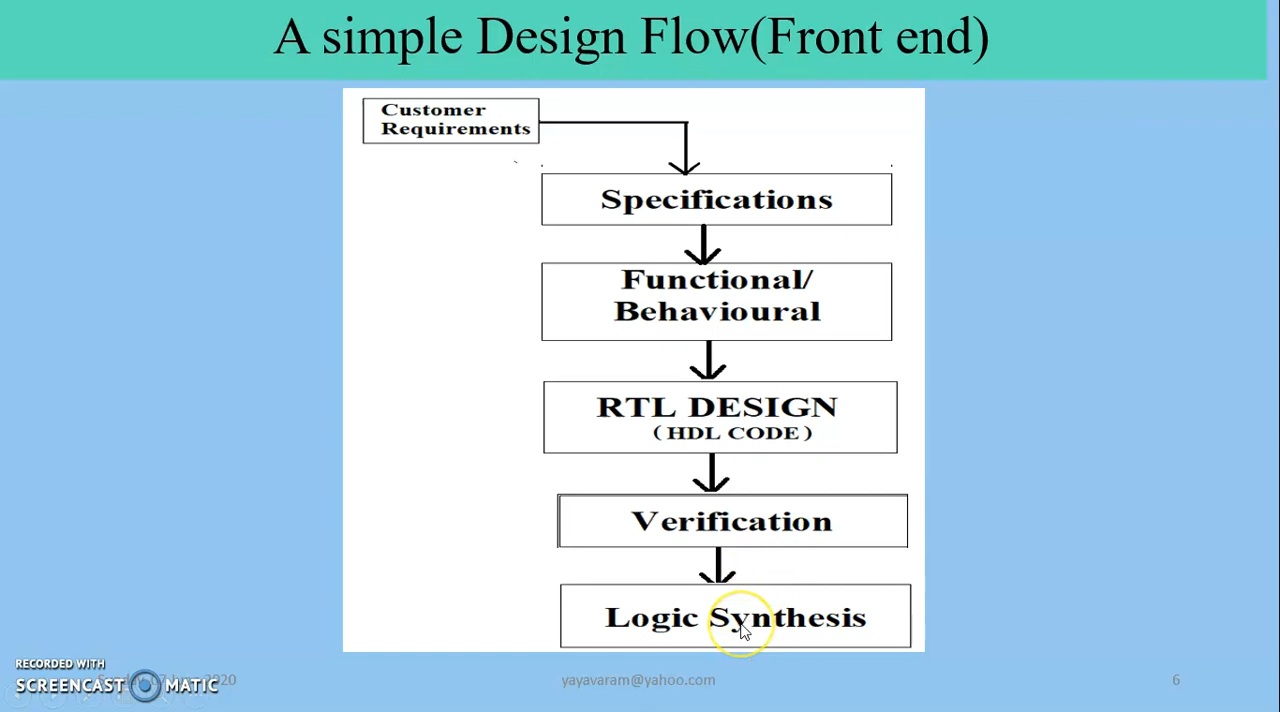 A simple Design Flow(Front end)
Customer
Requirements
Specifications
Functional/
Behavioural
RTL DESIGN
( HDL CODE )
Verification
Logic Synthesis
RECORDED WITH
SCREENCAST MATIC
2020
yayavaram@yahoo.com
6